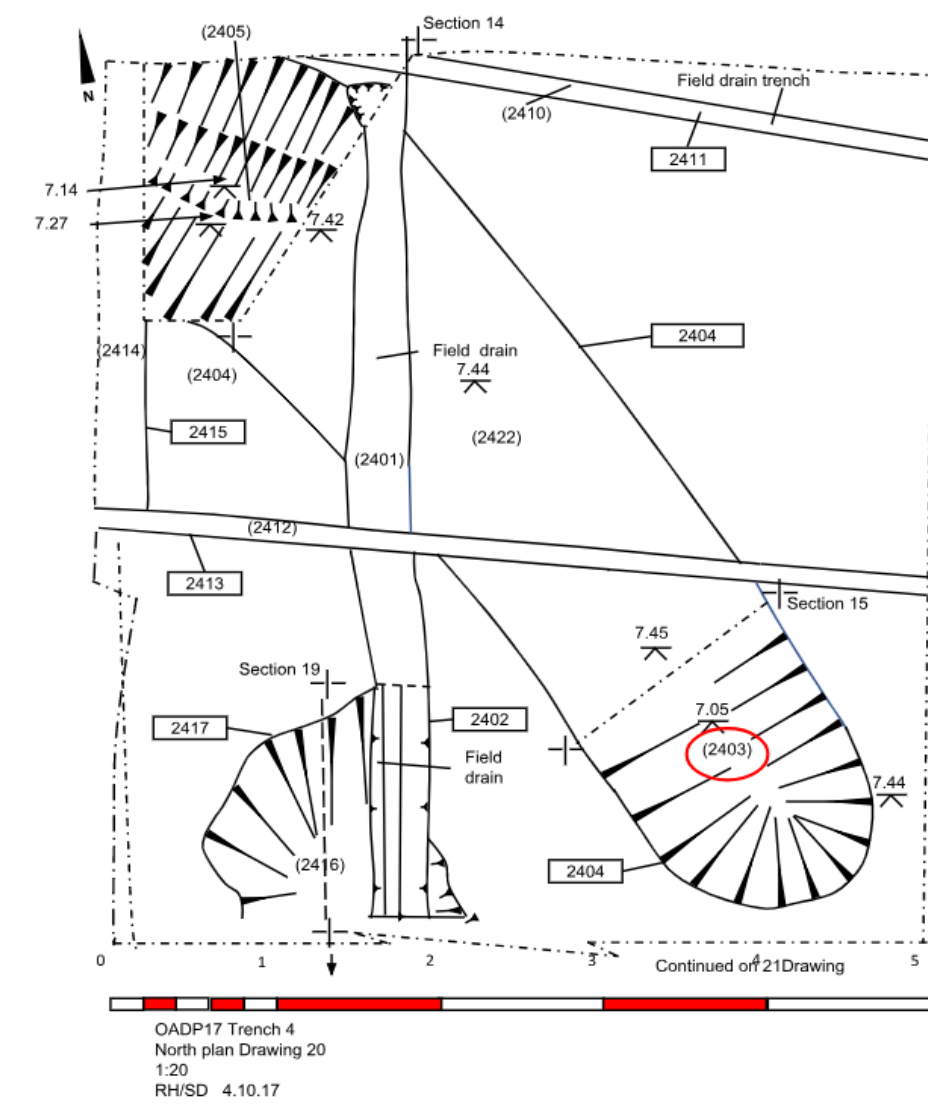 Section 14
(2405)
Field drain trench
(2410)
2411
N
7.14
7.27
7.42
2404
(2414)
Field drain
7.44
(2404)
2415
(2422)
(2401)
(2412)
2413
Section 15
7.45
Section 19
7.05
2417
2402
(2403)
Field
drain
7.44
(2416)
2404
0 1 2 3 4 5
Continued on 21Drawing
OADP17 Trench 4
North plan Drawing 20
1:20
RH/SD 4.10.17